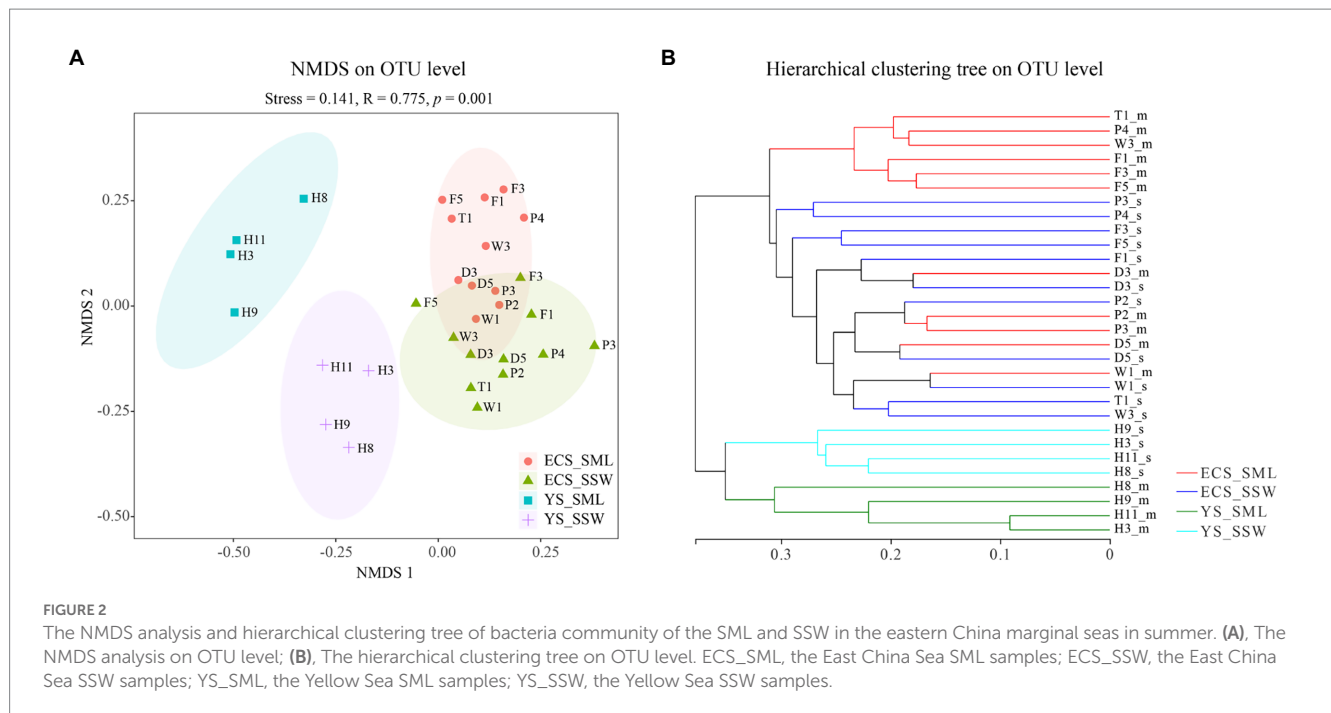 A
NMDS on OTU level
Stress = 0.141, R = 0.775, p = 0.001
NMDS 2
0.25
0.00
-0.25
-0.50
-0.50
-0.25
0.00
0.25
NMDS 1
H8
H11
H3
H9
H11
H3
H9
H8
F3
F5
F1
T1
P4
W3
D3
D5
F3
P3
P2
F5
W1
F1
W3
P3
D3
D5
P4
P2
T1
W1
ECS_SML
ECS_SSW
YS_SML
YS_SSW
B
Hierarchical clustering tree on OTU level
T1_m
P4_m
W3_m
F1_m
F3_m
F5_m
P3_s
P4_s
F3_s
F5_s
F1_s
D3_m
D3_s
P2_s
P2_m
P3_m
D5_m
D5_s
W1_m
W1_s
T1_s
W3_s
H9_s
H3_s
H11_s
H8_s
H8_m
H9_m
H11_m
H3_m
ECS_SML
ECS_SSW
YS_SML
YS_SSW
0.3
0.2
0.1
0
FIGURE 2
The NMDS analysis and hierarchical clustering tree of bacteria community of the SML and SSW in the eastern China marginal seas in summer. (A), The
NMDS analysis on OTU level; (B), The hierarchical clustering tree on OTU level. ECS_SML, the East China Sea SML samples; ECS_SSW, the East China
Sea SSW samples; YS_SML, the Yellow Sea SML samples; YS_SSW, the Yellow Sea SSW samples.